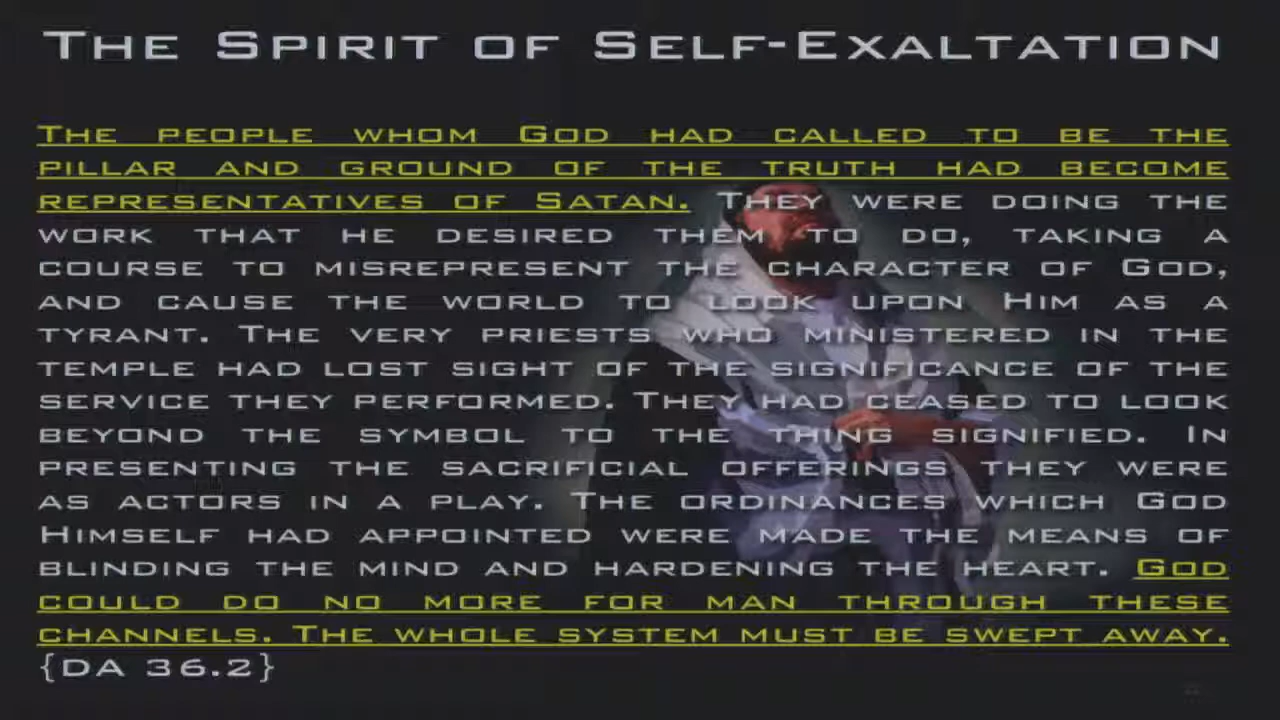 The Spirit of Self-Exaltation
The people whom God had called to be the
pillar and ground of the truth had become
representatives of Satan. They were doing the
work that he desired them to do, taking a
course to misrepresent the character of God,
and cause the world to look upon Him as a
tyrant. The very priests who ministered in the
temple had lost sight of the significance of the
service they performed. They had ceased to look
beyond the symbol to the thing signified. In
presenting the sacrificial offerings they were
as actors in a play. The ordinances which God
Himself had appointed were made the means of
blinding the mind and hardening the heart. God
could do no more for man through these
channels. The whole system must be swept away.
{DA 36.2}